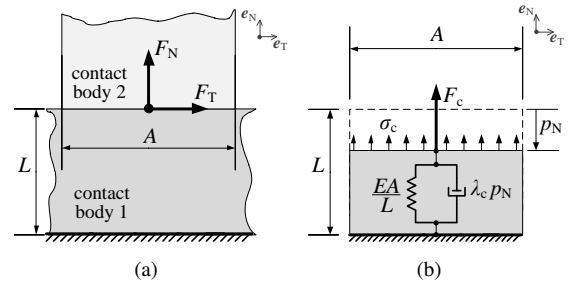 e_N
e_T
F_N
contact
body 2
F_T
A
L
contact
body 1
(a)
e_N
e_T
A
F_c
σ_c
p_N
L
EA
L
λ_c p_N
(b)